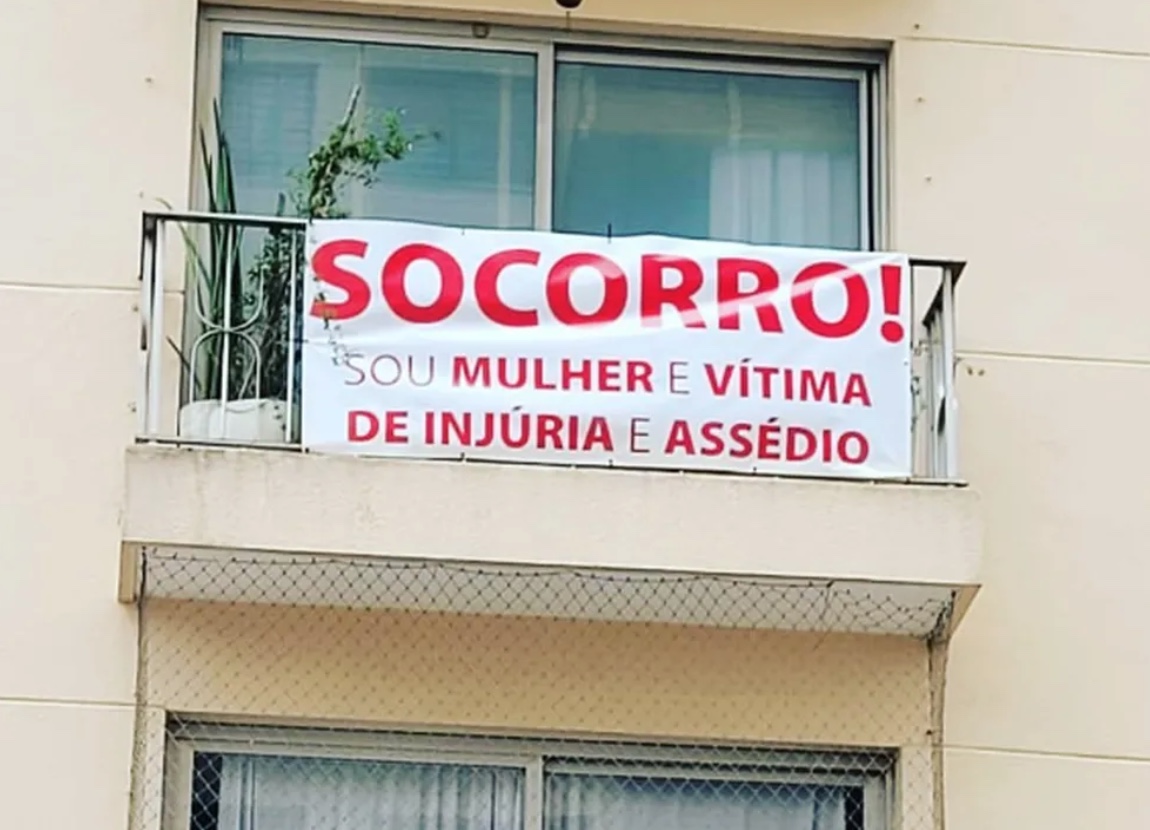 SOCORRO!
SOU MULHER E VÍTIMA
DE INJÚRIA E ASSÉDIO